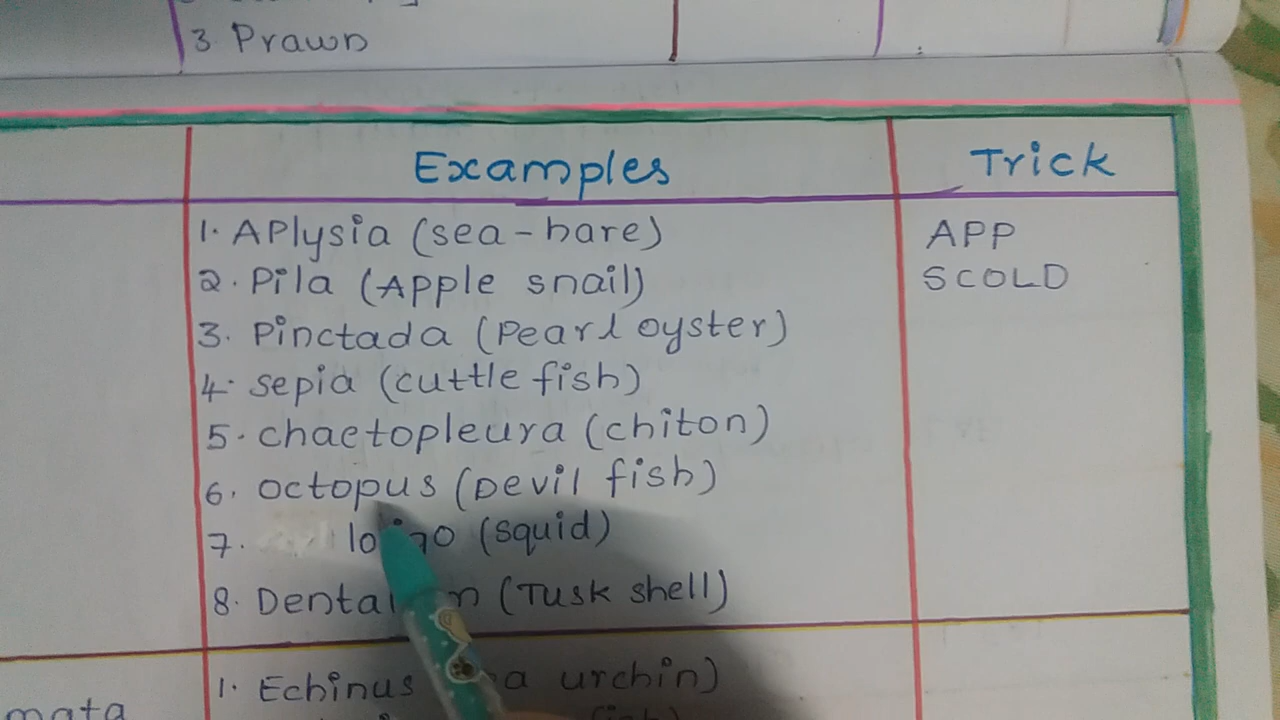 3. Prawn
Examples Trick
1. APlysia (sea-hare) APP
2. Pila (Apple snail) SCOLD
3. Pinctada (Pearl oyster)
4. sepia (cuttle fish)
5. chaetopleura (chiton)
6. octopus (Devil fish)
7. (squid)
8. (Tusk shell)
1. Echinus urchin)